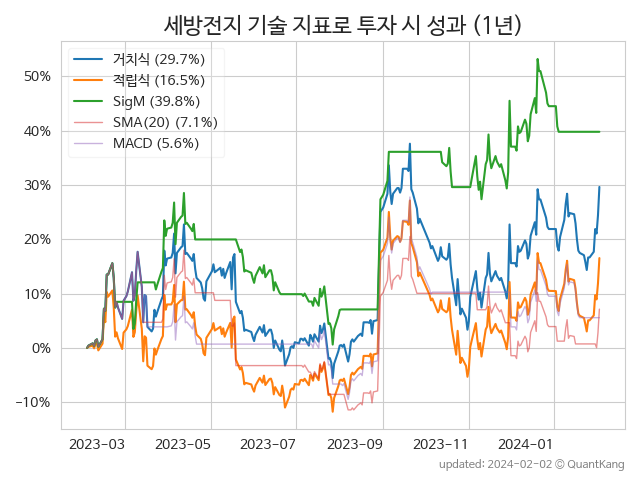 세방전지 기술 지표로 투자 시 성과 (1년)
거치식 (29.7%)
적립식 (16.5%)
SigM (39.8%)
SMA(20) (7.1%)
MACD (5.6%)
50%
40%
30%
20%
10%
0%
−10%
2023-03
2023-05
2023-07
2023-09
2023-11
2024-01
updated: 2024-02-02 © QuantKang